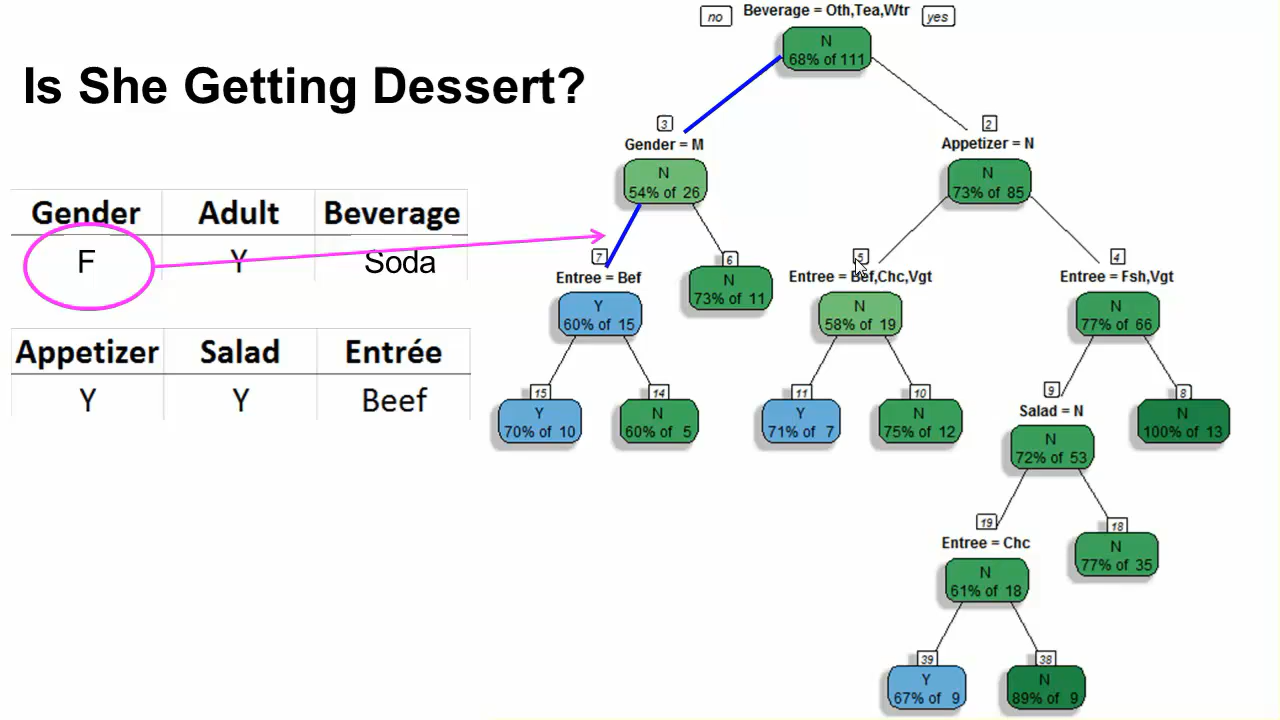 Is She Getting Dessert?
Gender Adult Beverage
F Y Soda
Appetizer Salad Entrée
Y Y Beef
no Beverage = Oth,Tea,Wtr yes
N
68% of 111
3
Gender = M
N
54% of 26
2
Appetizer = N
N
73% of 85
7
Entree = Bef
Y
60% of 15
6
N
73% of 11
5
Entree = Bef,Chc,Vgt
N
58% of 19
4
Entree = Fsh,Vgt
N
77% of 66
15
Y
70% of 10
14
N
60% of 5
11
Y
71% of 7
10
N
75% of 12
9
Salad = N
N
72% of 53
8
N
100% of 13
19
Entree = Chc
N
61% of 18
18
N
77% of 35
39
Y
67% of 9
38
N
89% of 9